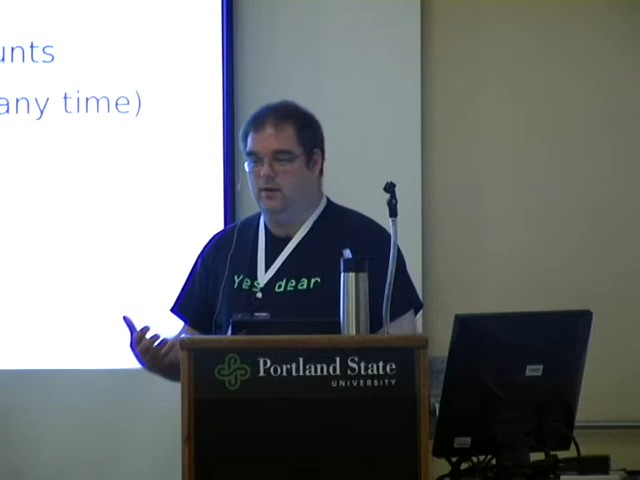 unts
any time)
Yes dear
Portland State
UNIVERSITY